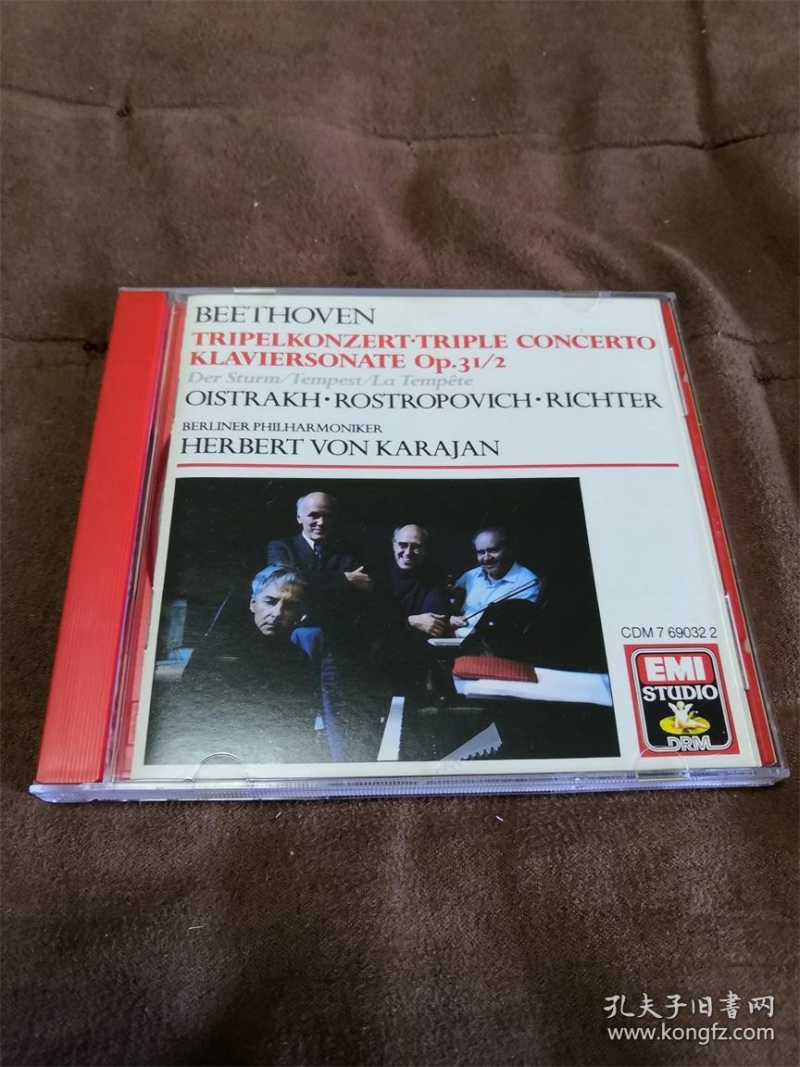 BEETHOVEN
TRIPELKONZERT·TRIPLE CONCERTO
KLAVIERSONATE Op.31/2
Der Sturm/Tempest/La Tempête
OISTRAKH·ROSTROPOVICH·RICHTER
BERLINER PHILHARMONIKER
HERBERT VON KARAJAN
CDM 7 69032 2
EMI
STUDIO
DRM
孔夫子旧書网
www.kongfz.com